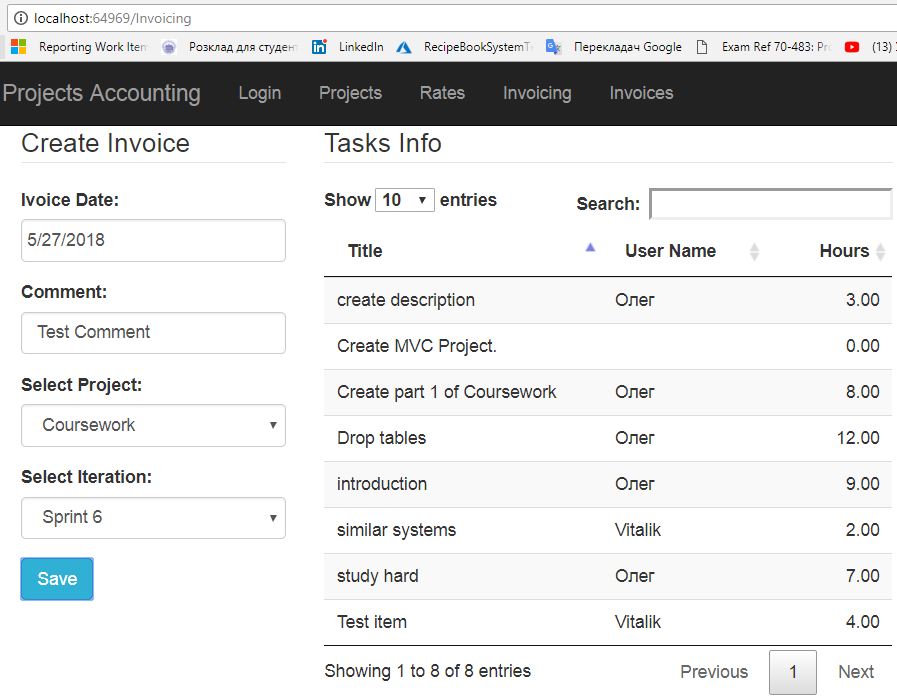 localhost:64969/Invoicing
Reporting Work Item Розклад для студент LinkedIn RecipeBookSystemT Перекладач Google Exam Ref 70-483: Pr (13)
Projects Accounting Login Projects Rates Invoicing Invoices
Create Invoice
Ivoice Date:
5/27/2018
Comment:
Test Comment
Select Project:
Coursework
Select Iteration:
Sprint 6
Save
Tasks Info
Show 10 entries Search:
Title User Name Hours
create description Олег 3.00
Create MVC Project. 0.00
Create part 1 of Coursework Олег 8.00
Drop tables Олег 12.00
introduction Олег 9.00
similar systems Vitalik 2.00
study hard Олег 7.00
Test item Vitalik 4.00
Showing 1 to 8 of 8 entries Previous 1 Next